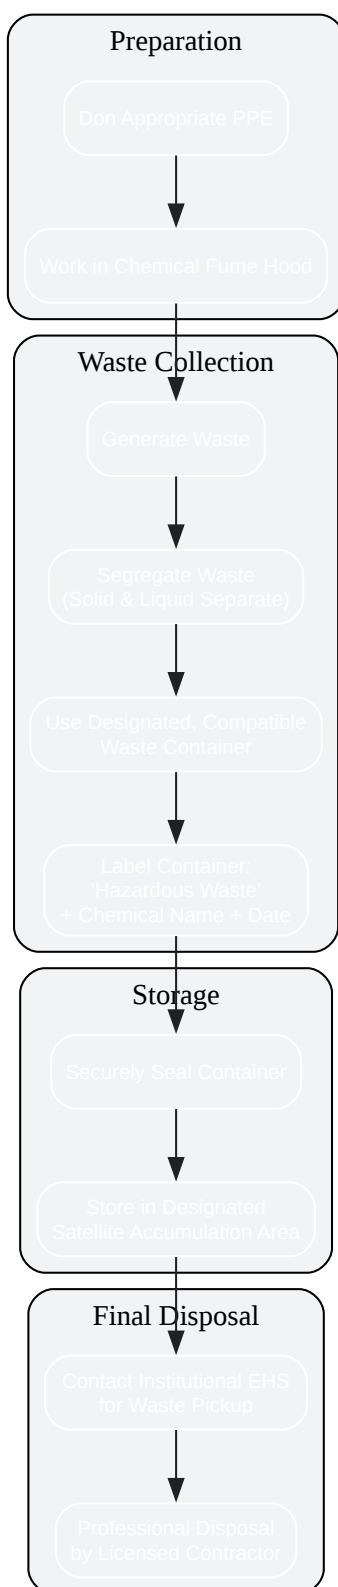 Preparation
Don Appropriate PPE
Work in Chemical Fume Hood
Waste Collection
Generate Waste
Segregate Waste
(Solid & Liquid Separate)
Use Designated, Compatible
Waste Container
Label Container:
'Hazardous Waste'
+ Chemical Name + Date
Storage
Securely Seal Container
Store in Designated
Satellite Accumulation Area
Final Disposal
Contact Institutional EHS
for Waste Pickup
Professional Disposal
by Licensed Contractor